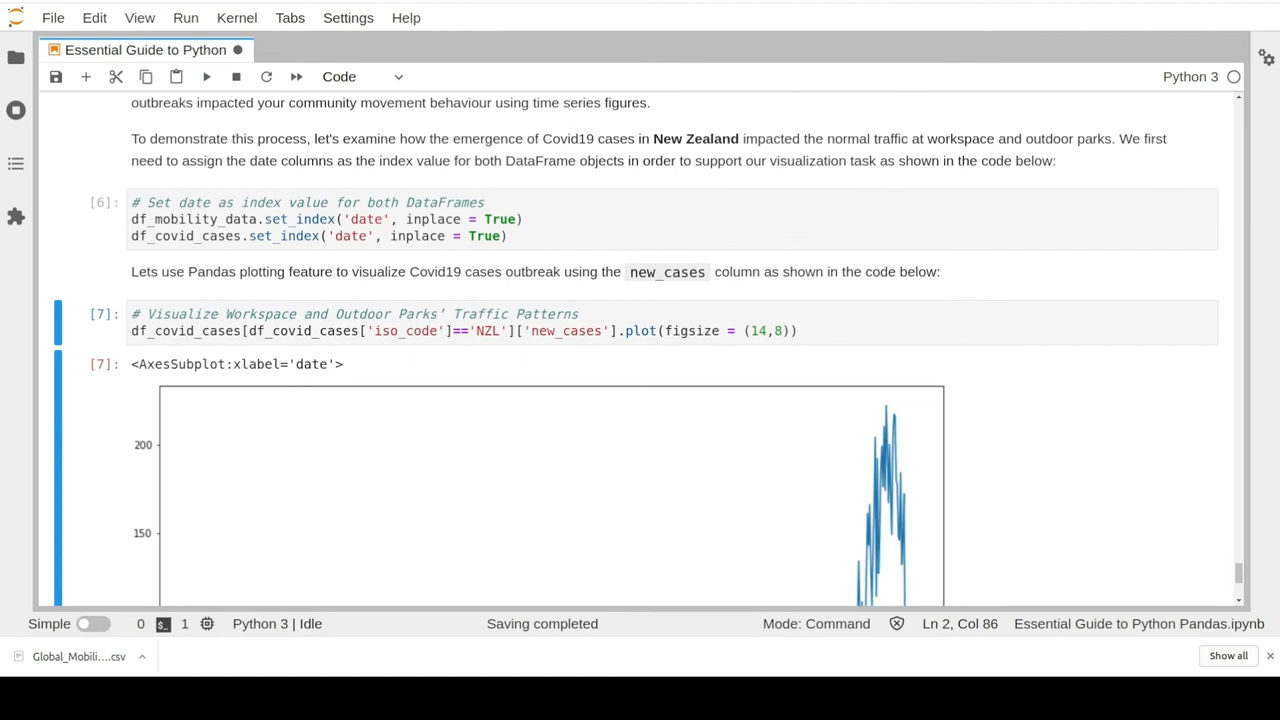 File Edit View Run Kernel Tabs Settings Help
Essential Guide to Python
Code
Python 3
outbreaks impacted your community movement behaviour using time series figures.
To demonstrate this process, let's examine how the emergence of Covid19 cases in New Zealand impacted the normal traffic at workspace and outdoor parks. We first
need to assign the date columns as the index value for both DataFrame objects in order to support our visualization task as shown in the code below:
[6]: # Set date as index value for both DataFrames
df_mobility_data.set_index('date', inplace = True)
df_covid_cases.set_index('date', inplace = True)
Lets use Pandas plotting feature to visualize Covid19 cases outbreak using the new_cases column as shown in the code below:
[7]: # Visualize Workspace and Outdoor Parks’ Traffic Patterns
df_covid_cases[df_covid_cases['iso_code']=='NZL']['new_cases'].plot(figsize = (14,8))
[7]: <AxesSubplot:xlabel='date'>
200
150
Simple 0 $_ 1 Python 3 | Idle Saving completed Mode: Command Ln 2, Col 86 Essential Guide to Python Pandas.ipynb
Global_Mobili....csv Show all